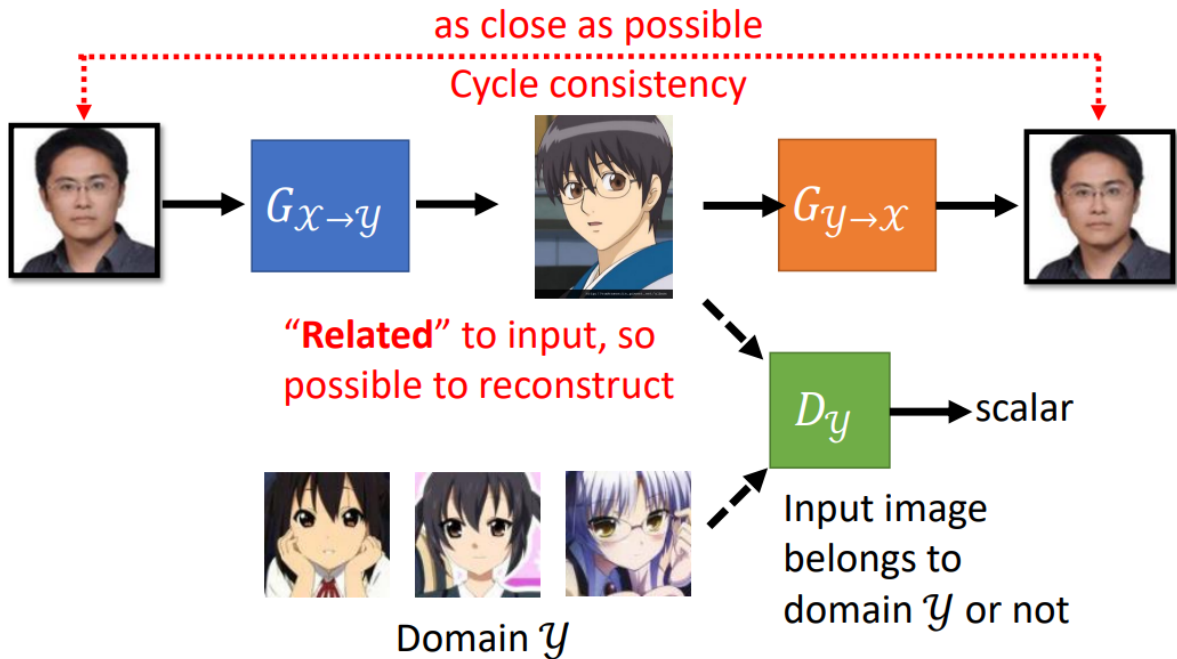 as close as possible
Cycle consistency
G𝒳→𝒴
G𝒴→𝒳
“Related” to input, so
possible to reconstruct
D𝒴
scalar
Input image
belongs to
domain 𝒴 or not
Domain 𝒴